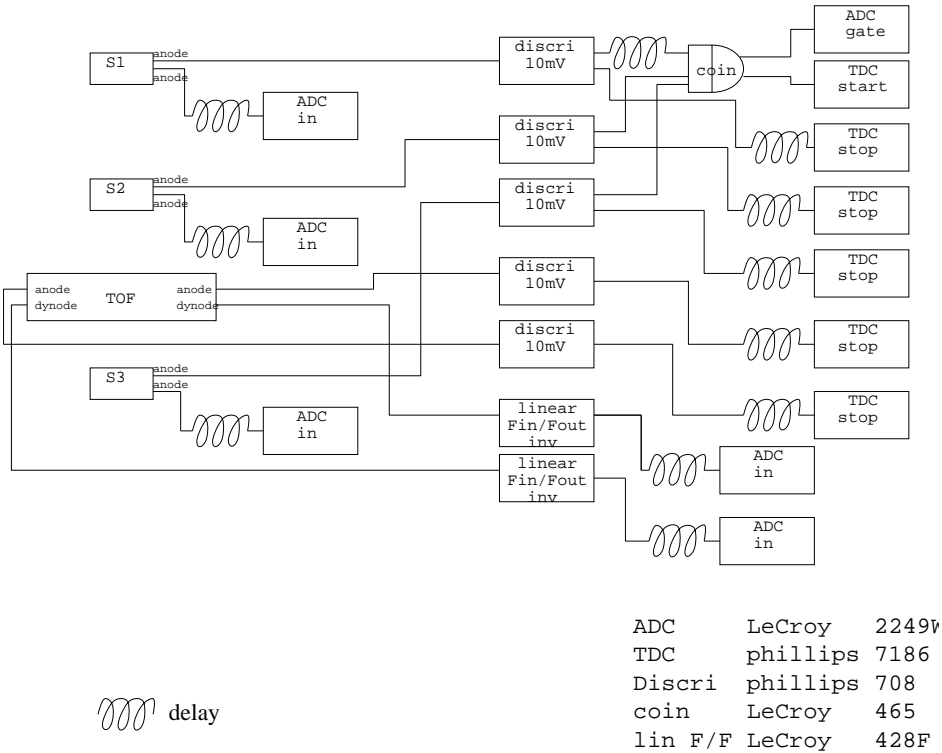 ADC
gate
discri
10mV
S1
anode
anode
coin
TDC
start
ADC
in
discri
10mV
TDC
stop
S2
anode
anode
discri
10mV
TDC
stop
ADC
in
TDC
stop
anode
dynode
TOF
anode
dynode
discri
10mV
discri
10mV
TDC
stop
S3
anode
anode
ADC
in
linear
Fin/Fout
inv
TDC
stop
linear
Fin/Fout
inv
ADC
in
ADC
in
ADC LeCroy 2249W
TDC phillips 7186
Discri phillips 708
coin LeCroy 465
lin F/F LeCroy 428F
delay